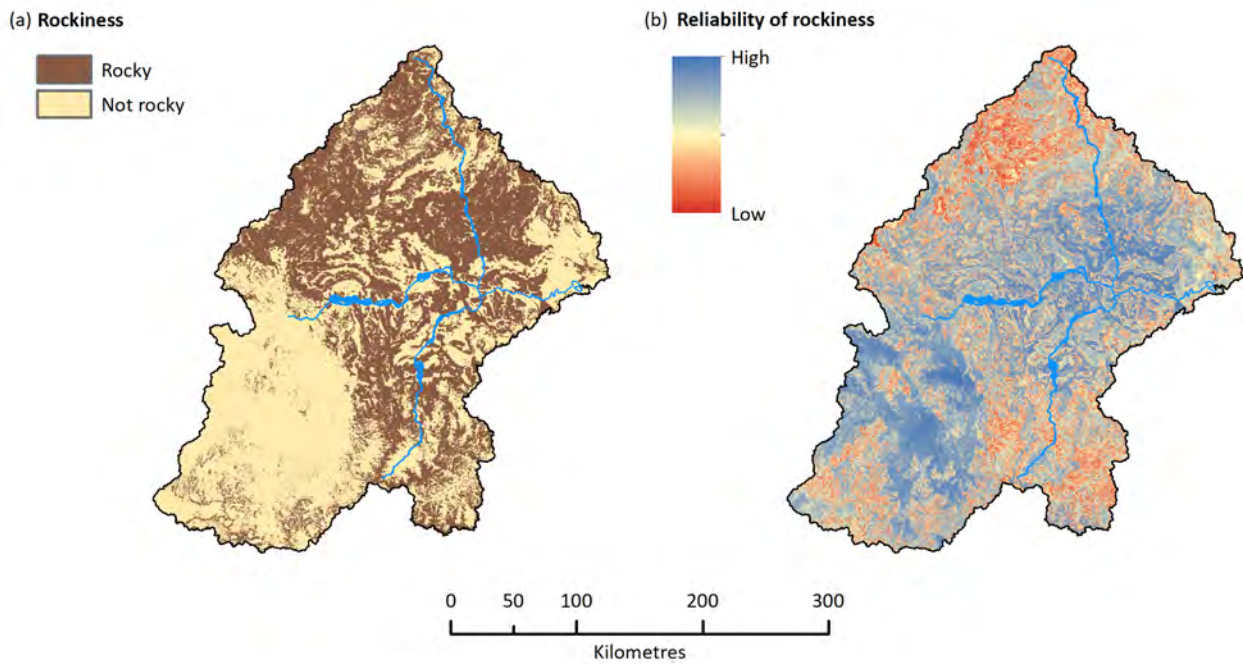 (a) Rockiness
Rocky
Not rocky
(b) Reliability of rockiness
High
Low
0 50 100 200 300
Kilometres